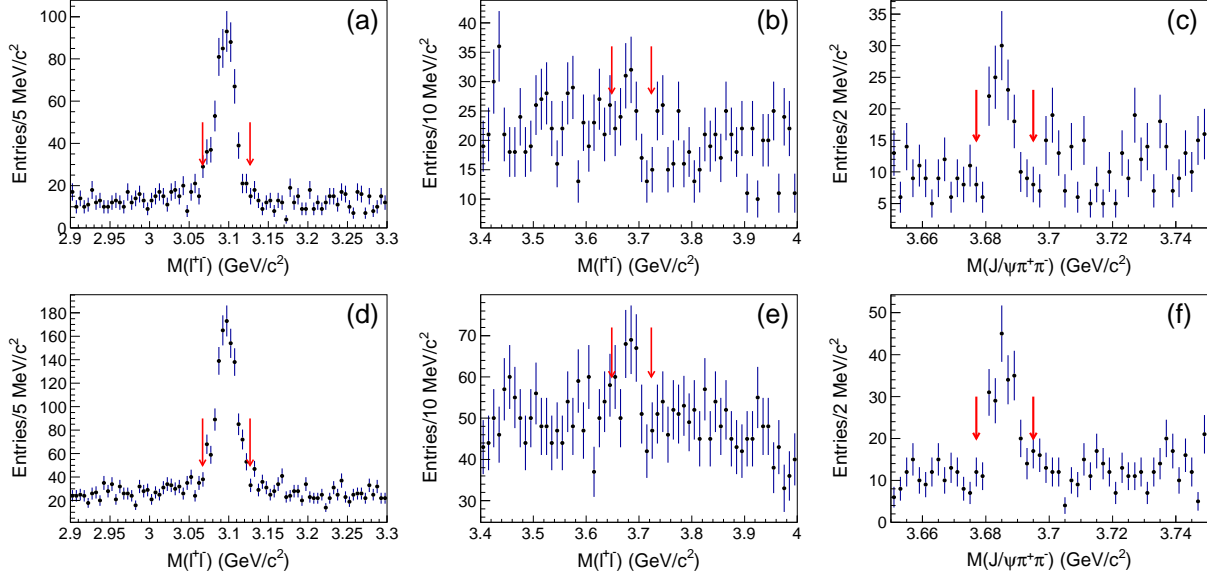 (a)
Entries/5 MeV/c²
100
80
60
40
20
0
2.9 2.95 3 3.05 3.1 3.15 3.2 3.25 3.3
M(l⁺l⁻) (GeV/c²)
(b)
Entries/10 MeV/c²
40
35
30
25
20
15
10
3.4 3.5 3.6 3.7 3.8 3.9 4
M(l⁺l⁻) (GeV/c²)
(c)
Entries/2 MeV/c²
35
30
25
20
15
10
5
3.66 3.68 3.7 3.72 3.74
M(J/ψπ⁺π⁻) (GeV/c²)
(d)
Entries/5 MeV/c²
180
160
140
120
100
80
60
40
20
0
2.9 2.95 3 3.05 3.1 3.15 3.2 3.25 3.3
M(l⁺l⁻) (GeV/c²)
(e)
Entries/10 MeV/c²
70
60
50
40
30
3.4 3.5 3.6 3.7 3.8 3.9 4
M(l⁺l⁻) (GeV/c²)
(f)
Entries/2 MeV/c²
50
40
30
20
10
0
3.66 3.68 3.7 3.72 3.74
M(J/ψπ⁺π⁻) (GeV/c²)